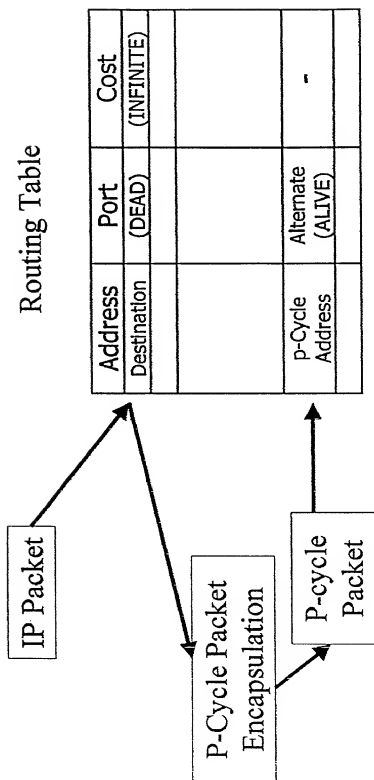 Routing Table
Address Port Cost
Destination (DEAD) (INFINITE)
p-Cycle Alternate -
Address (ALIVE)
IP Packet
P-Cycle Packet
Encapsulation
P-cycle
Packet